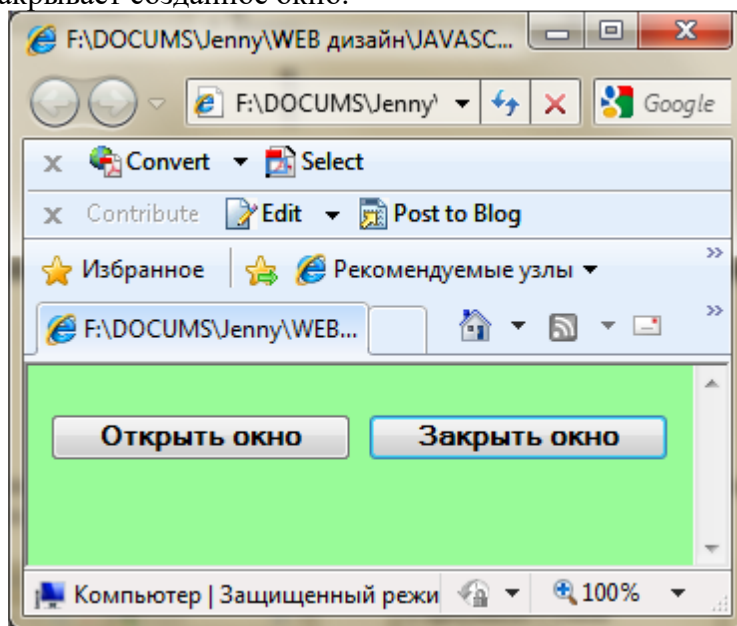 акрывает созданное окно.
F:\DOCUMS\Jenny\WEB дизайн\JAVASC...
F:\DOCUMS\Jenny\ Google
x Convert Select
x Contribute Edit Post to Blog
Избранное Рекомендуемые узлы »
F:\DOCUMS\Jenny\WEB... »
Открыть окно Закрыть окно
Компьютер | Защищенный режи 100%